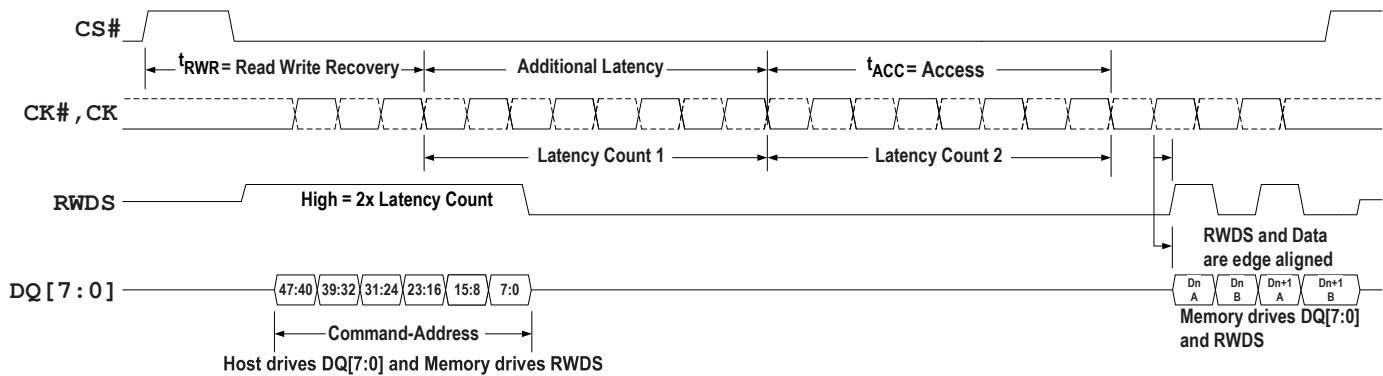 CS#
tRWR= Read Write Recovery
Additional Latency
tACC= Access
CK#,CK
Latency Count 1
Latency Count 2
RWDS
High = 2x Latency Count
RWDS and Data
are edge aligned
DQ[7:0]
47:40 39:32 31:24 23:16 15:8 7:0
Dn Dn Dn+1 Dn+1
A B A B
Command-Address
Memory drives DQ[7:0]
and RWDS
Host drives DQ[7:0] and Memory drives RWDS